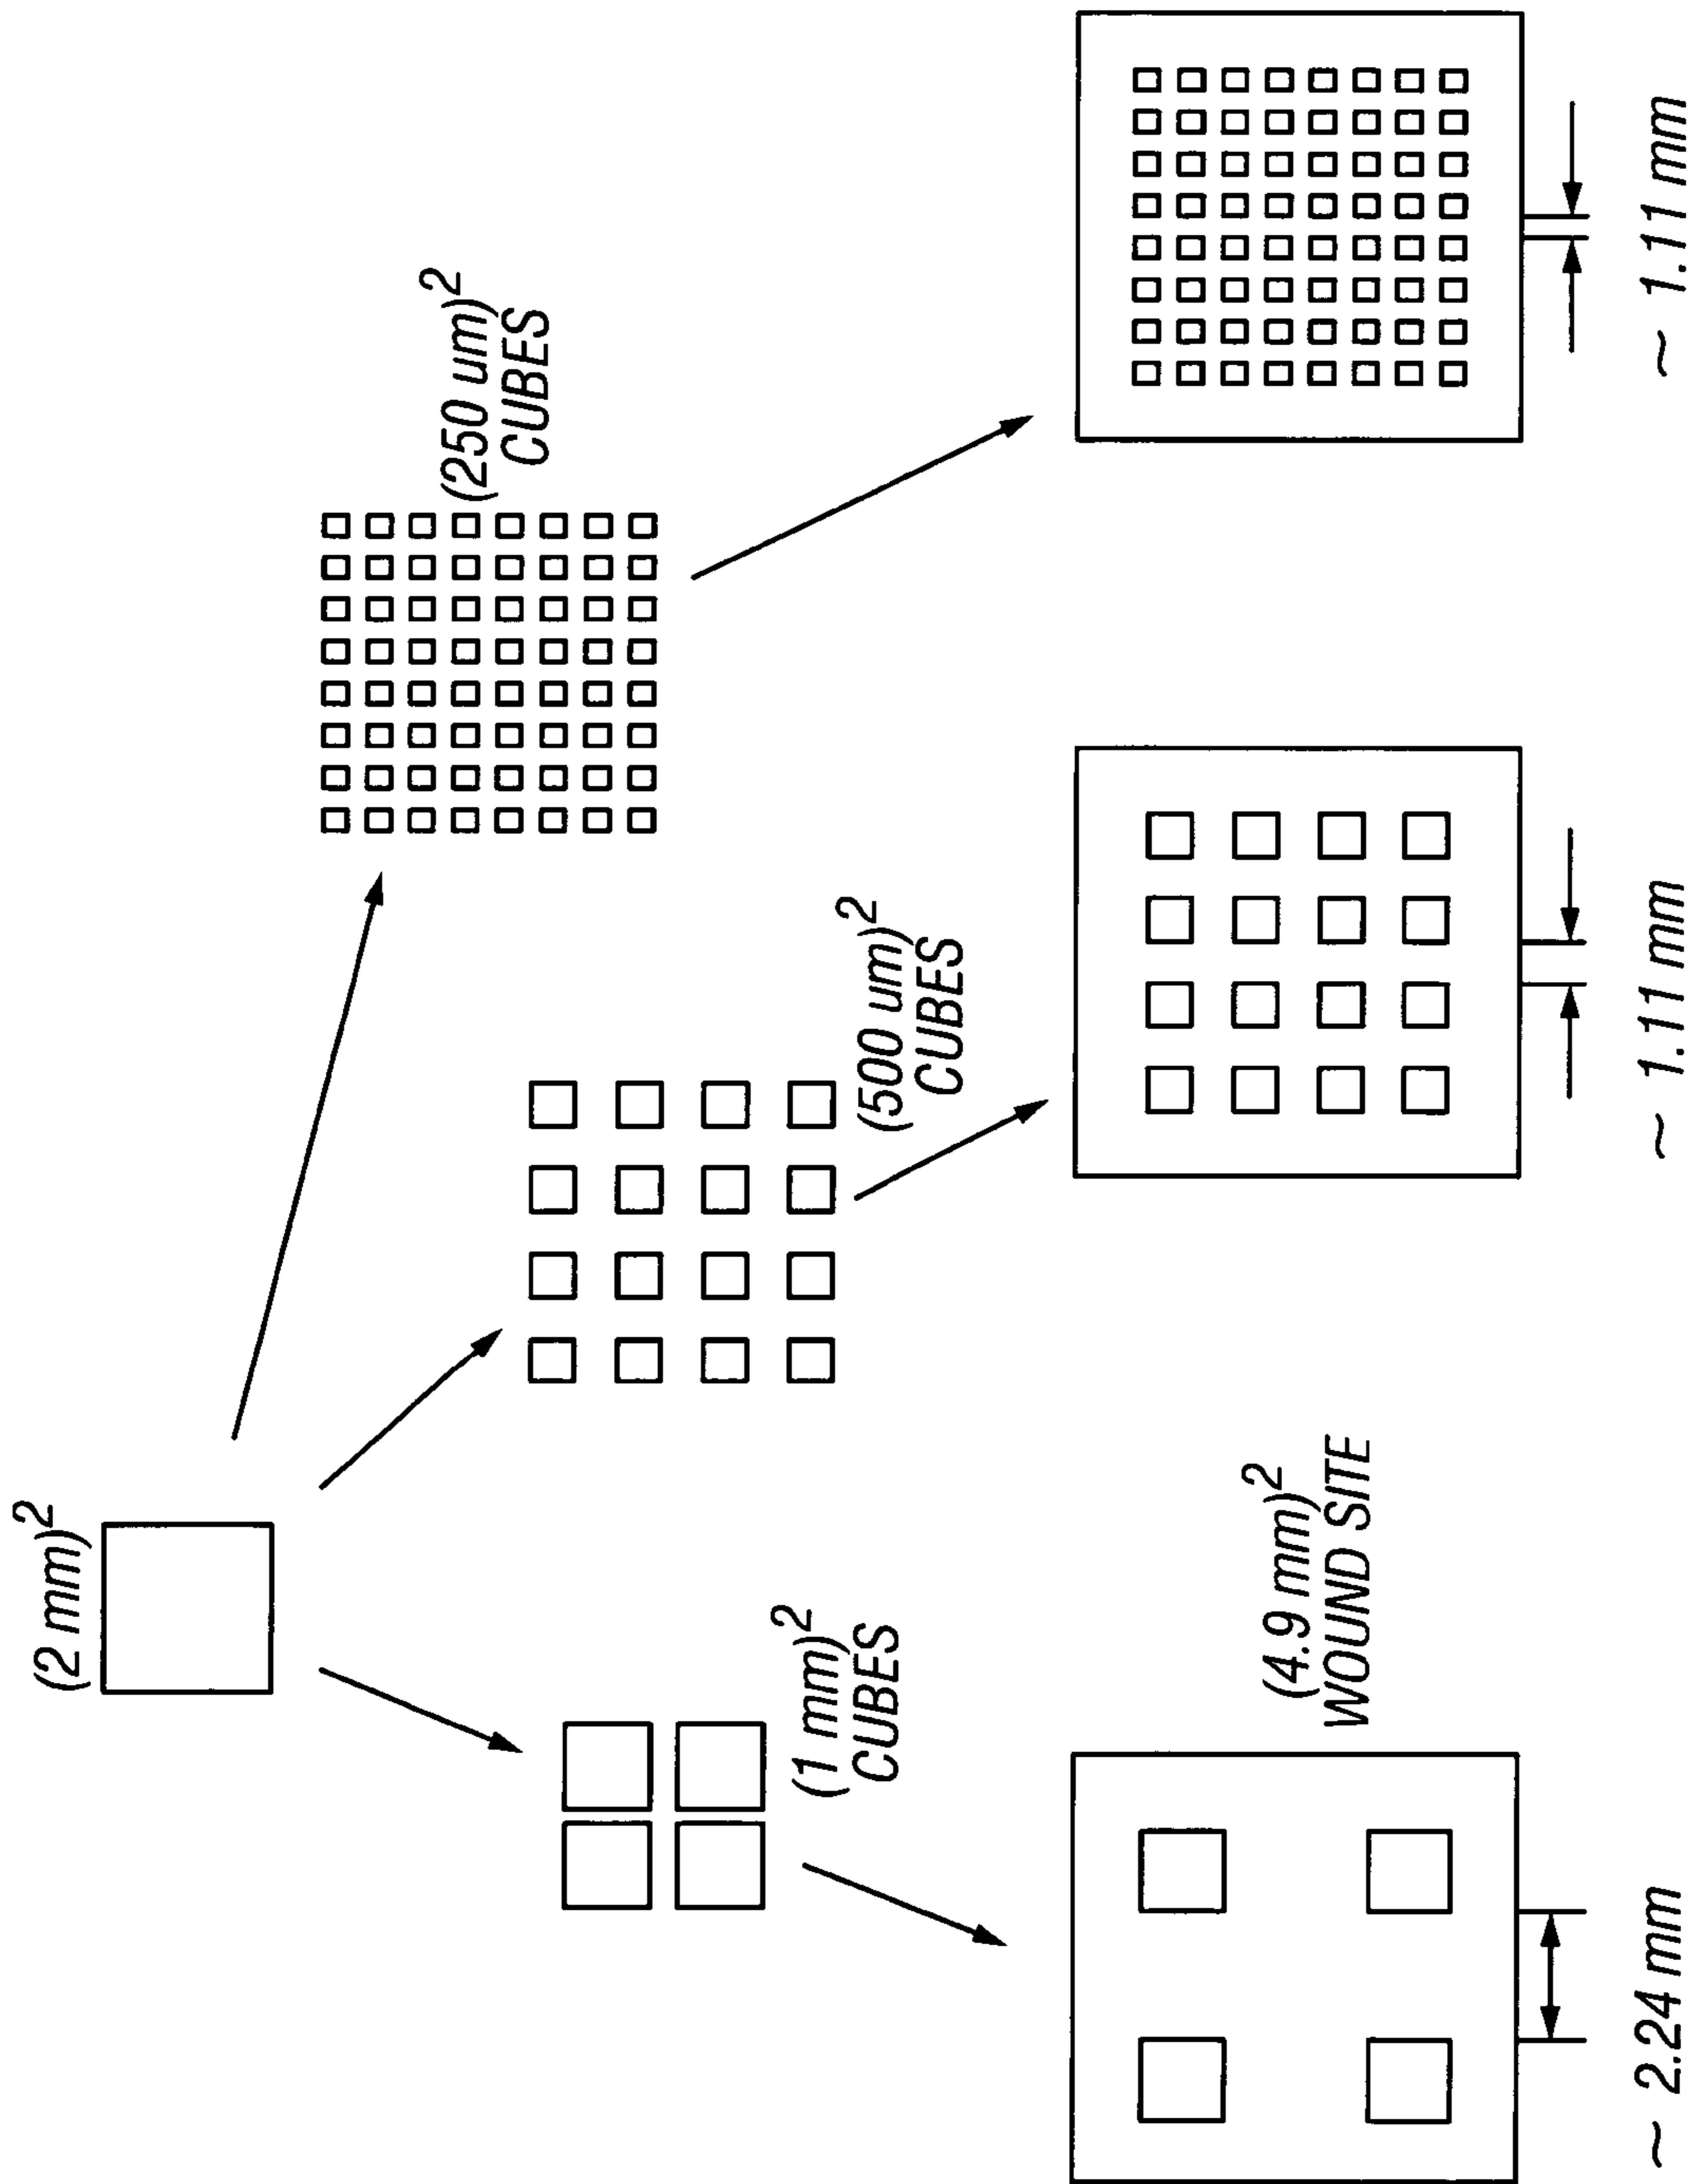 (2 mm)2
(1 mm)2
CUBES
(500 um)2
CUBES
(250 um)2
CUBES
(4.9 mm)2
WOUND SITE
~ 2.24 mm
~ 1.11 mm
~ 1.11 mm